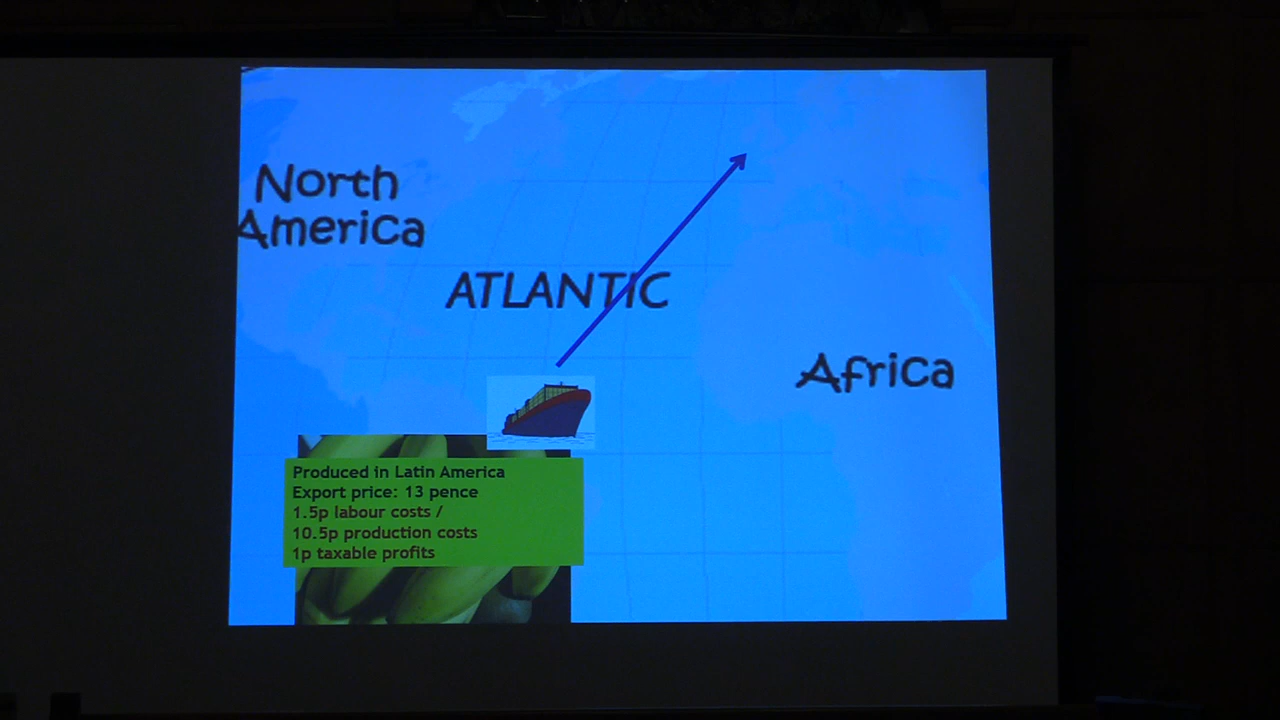 North
America
ATLANTIC
Africa
Produced in Latin America
Export price: 13 pence
1.5p labour costs /
10.5p production costs
1p taxable profits